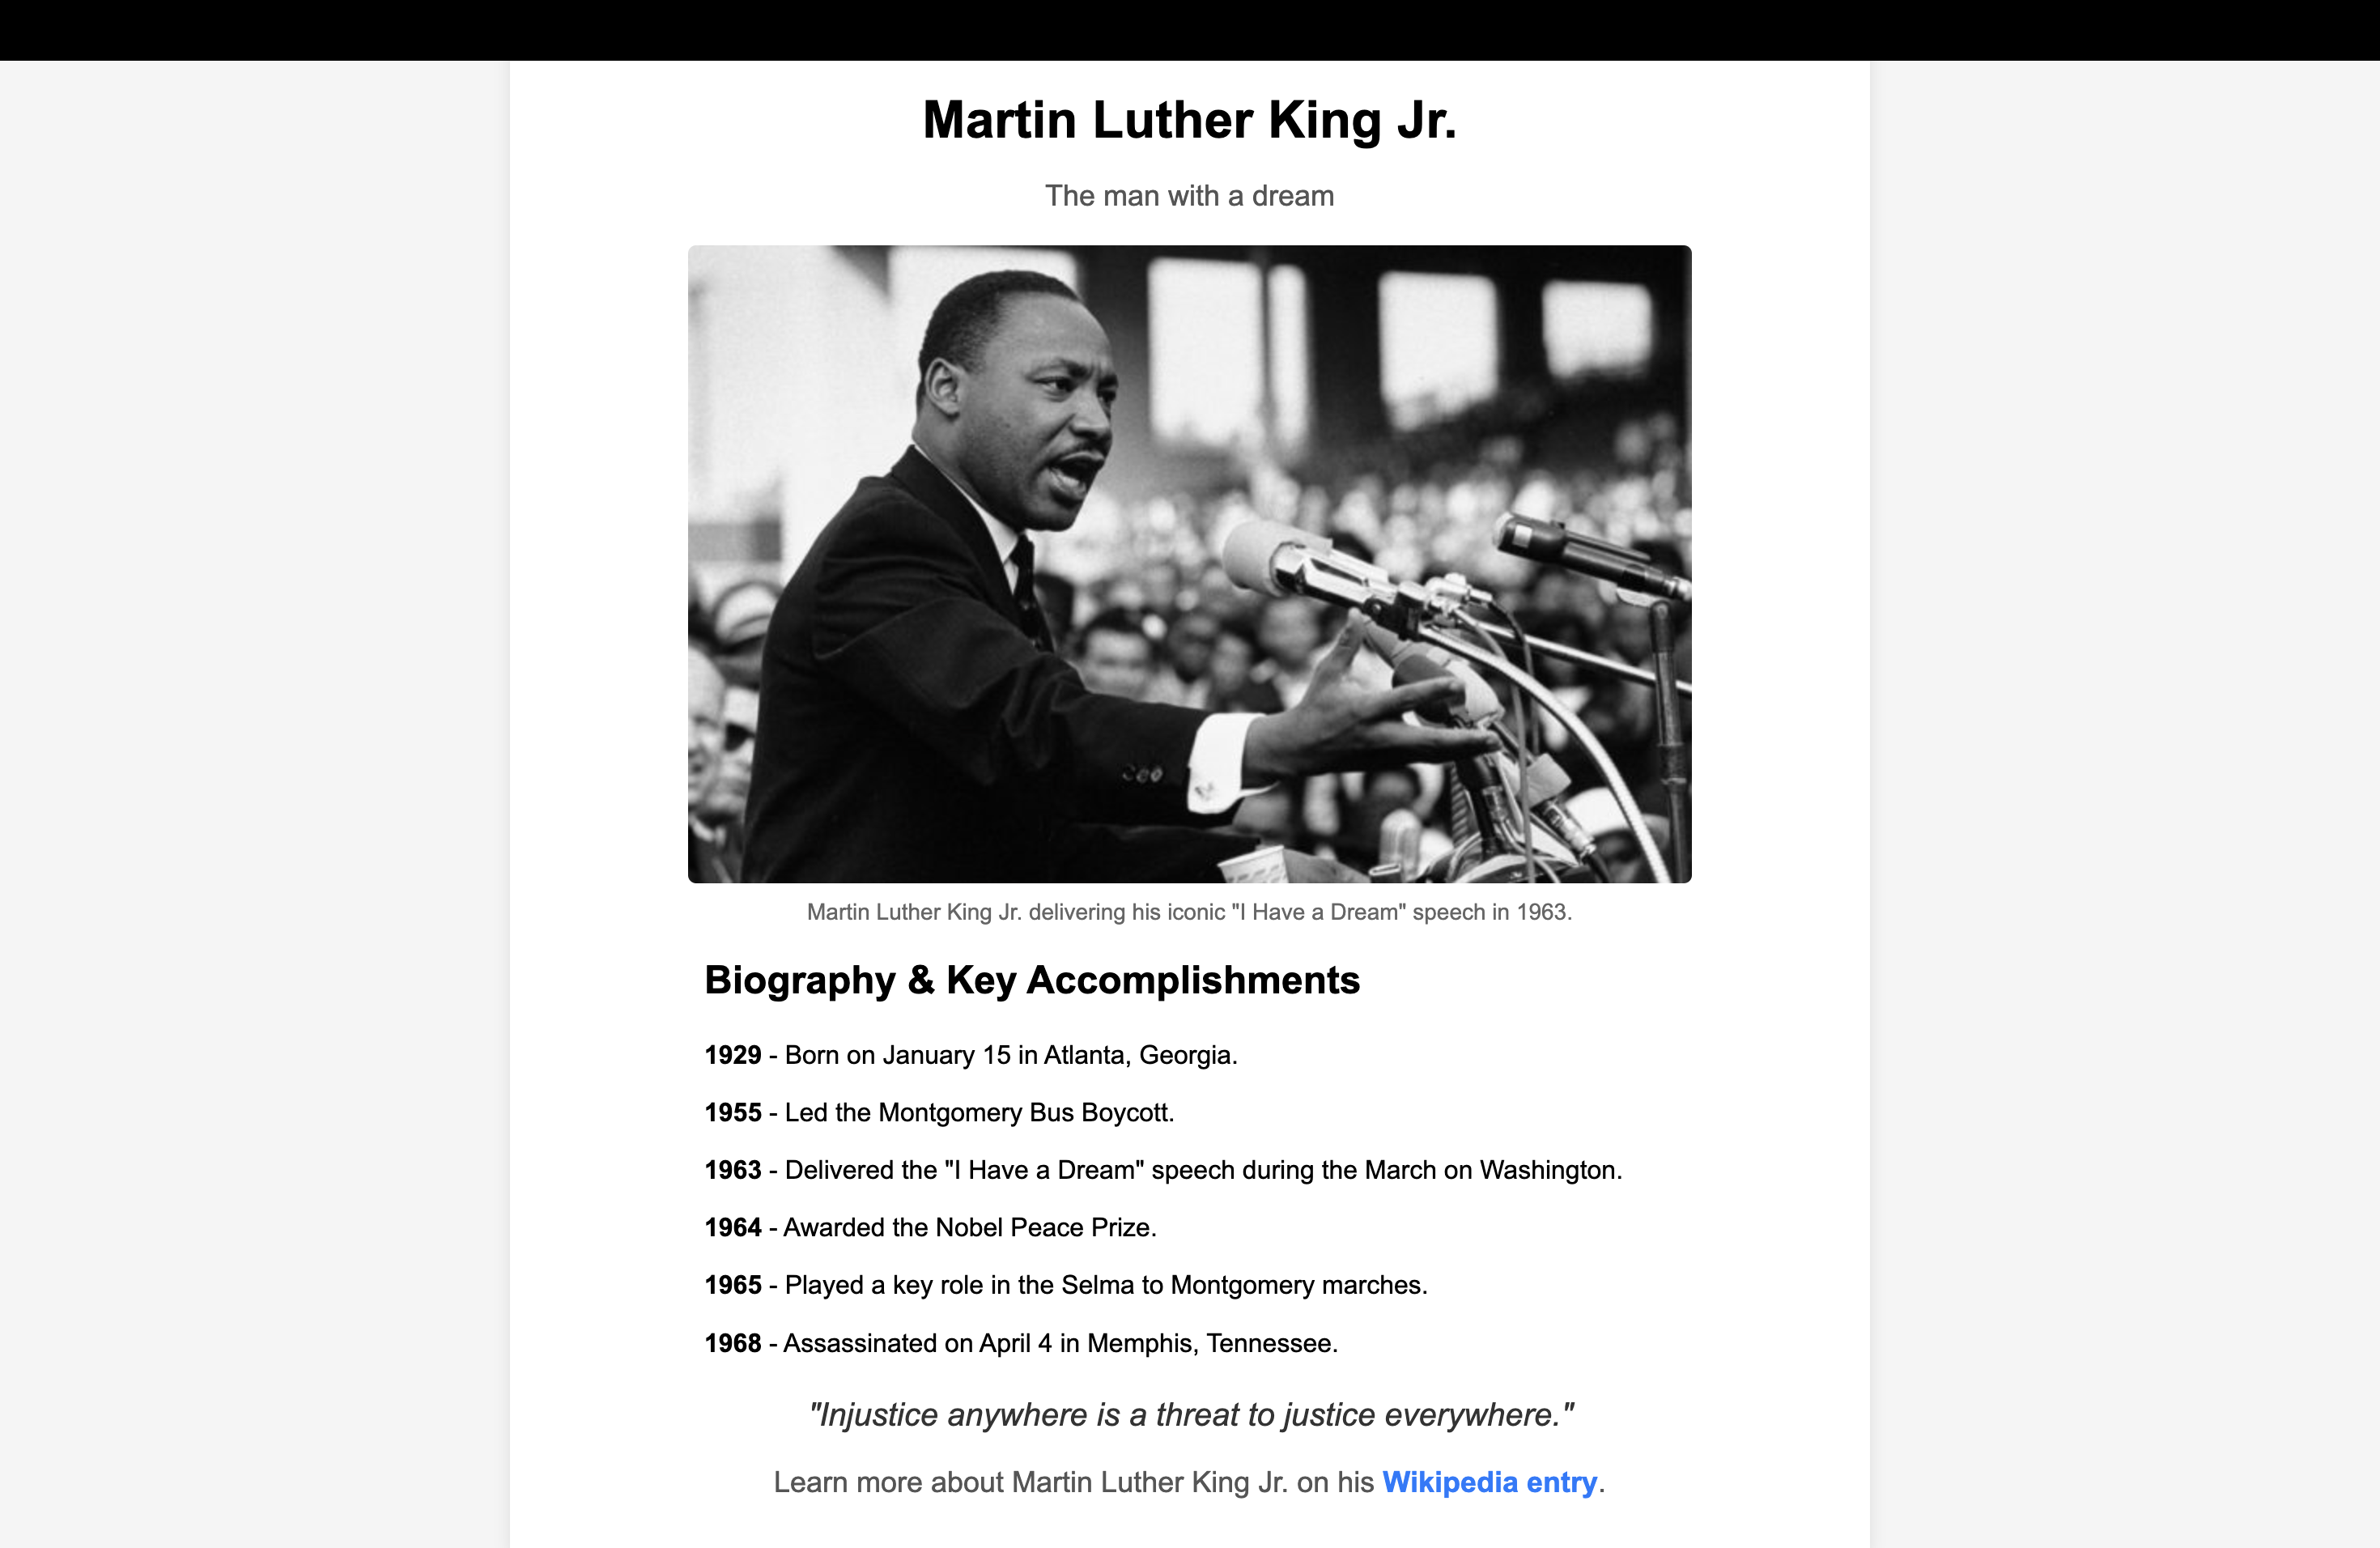 Martin Luther King Jr.
The man with a dream
Martin Luther King Jr. delivering his iconic "I Have a Dream" speech in 1963.
Biography & Key Accomplishments
1929 - Born on January 15 in Atlanta, Georgia.
1955 - Led the Montgomery Bus Boycott.
1963 - Delivered the "I Have a Dream" speech during the March on Washington.
1964 - Awarded the Nobel Peace Prize.
1965 - Played a key role in the Selma to Montgomery marches.
1968 - Assassinated on April 4 in Memphis, Tennessee.
"Injustice anywhere is a threat to justice everywhere."
Learn more about Martin Luther King Jr. on his Wikipedia entry.